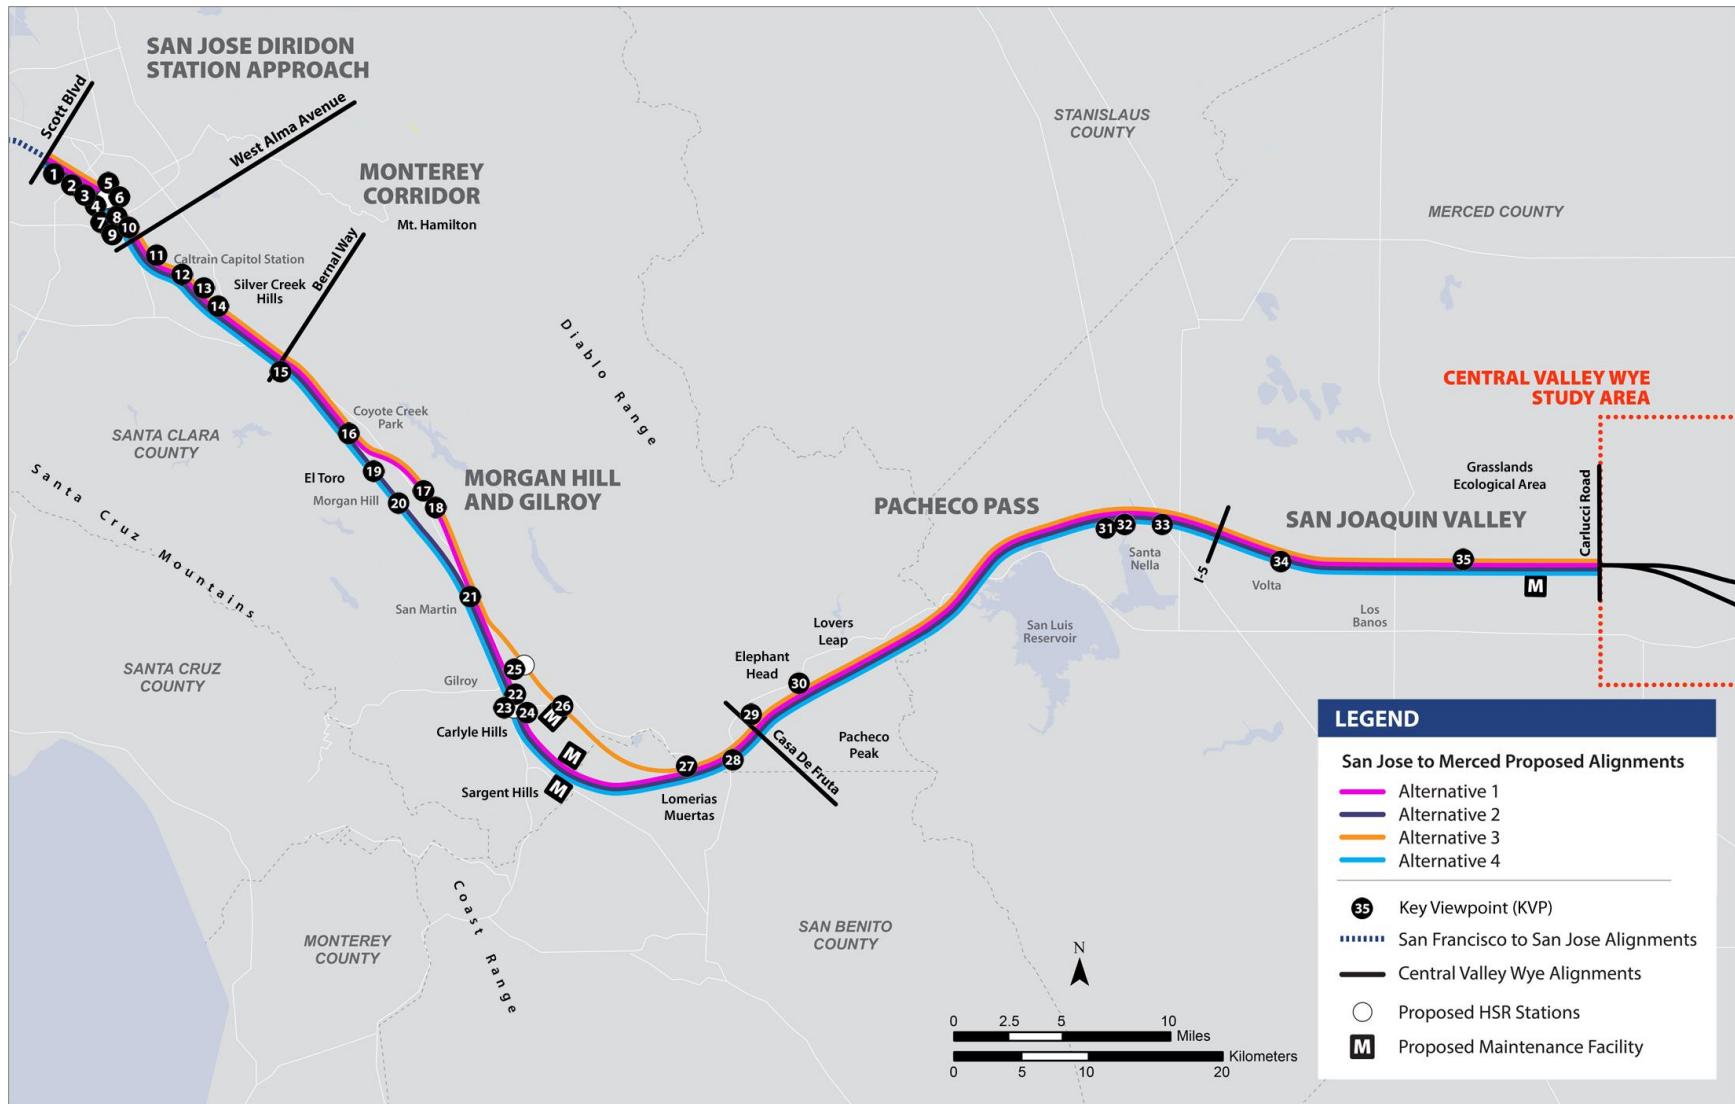 SAN JOSE DIRIDON
STATION APPROACH
Scott Blvd
West Alma Avenue
MONTEREY
CORRIDOR
Mt. Hamilton
Bernal Way
STANISLAUS
COUNTY
MERCED COUNTY
1
2
3
4
5
6
7
8
9
10
11
Caltrain Capitol Station
12
13
14
Silver Creek
Hills
15
Diablo Range
Coyote Creek
Park
16
SANTA CLARA
COUNTY
Santa Cruz Mountains
El Toro
19
Morgan Hill
20
17
18
MORGAN HILL
AND GILROY
PACHECO PASS
31
32
33
Santa
Nella
I-5
SAN JOAQUIN VALLEY
CENTRAL VALLEY WYE
STUDY AREA
Grasslands
Ecological Area
Carlucci Road
34
Volta
35
M
Los
Banos
San Luis
Reservoir
San Martin
21
SANTA CRUZ
COUNTY
Gilroy
25
22
23
24
26
M
M
M
Carlyle Hills
Sargent Hills
Lovers
Leap
Elephant
Head
30
29
Casa De Fruta
Pacheco
Peak
27
28
Lomerias
Muertas
Coast Range
MONTEREY
COUNTY
SAN BENITO
COUNTY
N
0 2.5 5 10
Miles
Kilometers
0 5 10 20
LEGEND
San Jose to Merced Proposed Alignments
Alternative 1
Alternative 2
Alternative 3
Alternative 4
35 Key Viewpoint (KVP)
San Francisco to San Jose Alignments
Central Valley Wye Alignments
Proposed HSR Stations
M Proposed Maintenance Facility